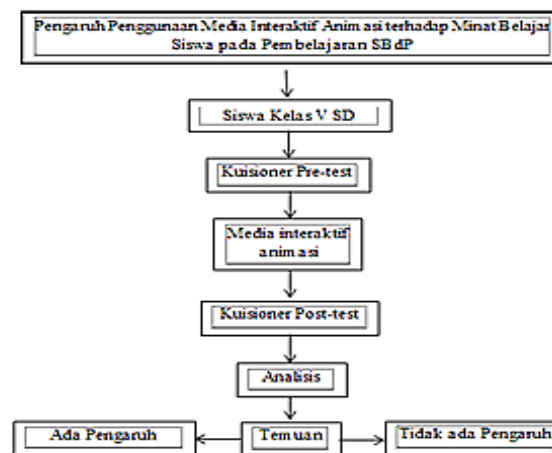 Pengaruh Penggunaan Media Interaktif Animasi terhadap Minat Belajar
Siswa pada Pembelajaran SBdP
Siswa Kelas V SD
Kuisioner Pre-test
Media interaktif
animasi
Kuisioner Post-test
Analisis
Ada Pengaruh
Temuan
Tidak ada Pengaruh